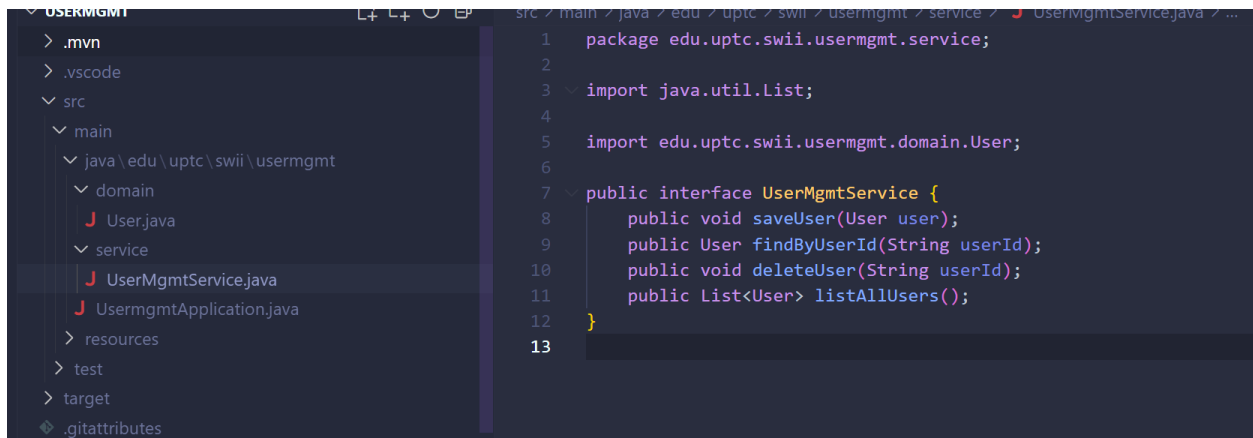 USERMGMT
.mvn
.vscode
src
main
java\edu\uptc\swii\usermgmt
domain
J User.java
service
J UserMgmtService.java
J UsermgmtApplication.java
resources
test
target
.gitattributes
src > main > java > edu > uptc > swii > usermgmt > service > J UserMgmtService.java > ...
1 package edu.uptc.swii.usermgmt.service;
2
3 import java.util.List;
4
5 import edu.uptc.swii.usermgmt.domain.User;
6
7 public interface UserMgmtService {
8 public void saveUser(User user);
9 public User findByUserId(String userId);
10 public void deleteUser(String userId);
11 public List<User> listAllUsers();
12 }
13